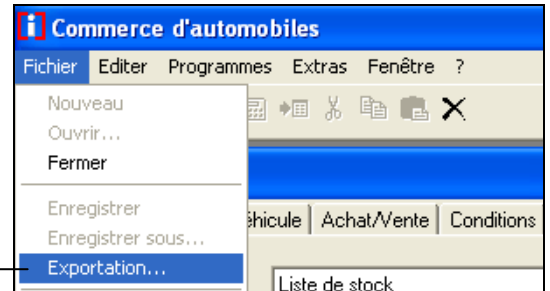 Commerce d'automobiles
Fichier Editer Programmes Extras Fenêtre ?
Nouveau
Ouvrir...
Fermer
Enregistrer
Enregistrer sous...
Exportation...
Achat/Vente Conditions
Liste de stock